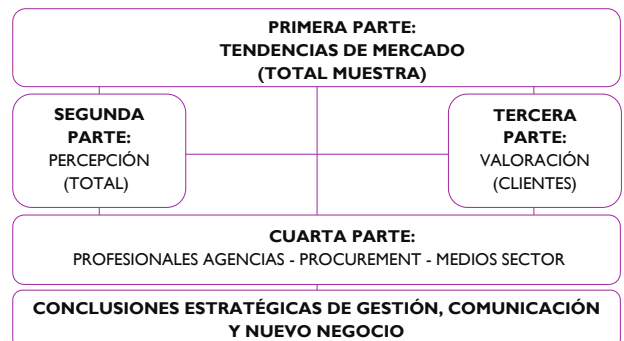 PRIMERA PARTE:
TENDENCIAS DE MERCADO
(TOTAL MUESTRA)
SEGUNDA
PARTE:
PERCEPCIÓN
(TOTAL)
TERCERA
PARTE:
VALORACIÓN
(CLIENTES)
CUARTA PARTE:
PROFESIONALES AGENCIAS - PROCUREMENT - MEDIOS SECTOR
CONCLUSIONES ESTRATÉGICAS DE GESTIÓN, COMUNICACIÓN
Y NUEVO NEGOCIO